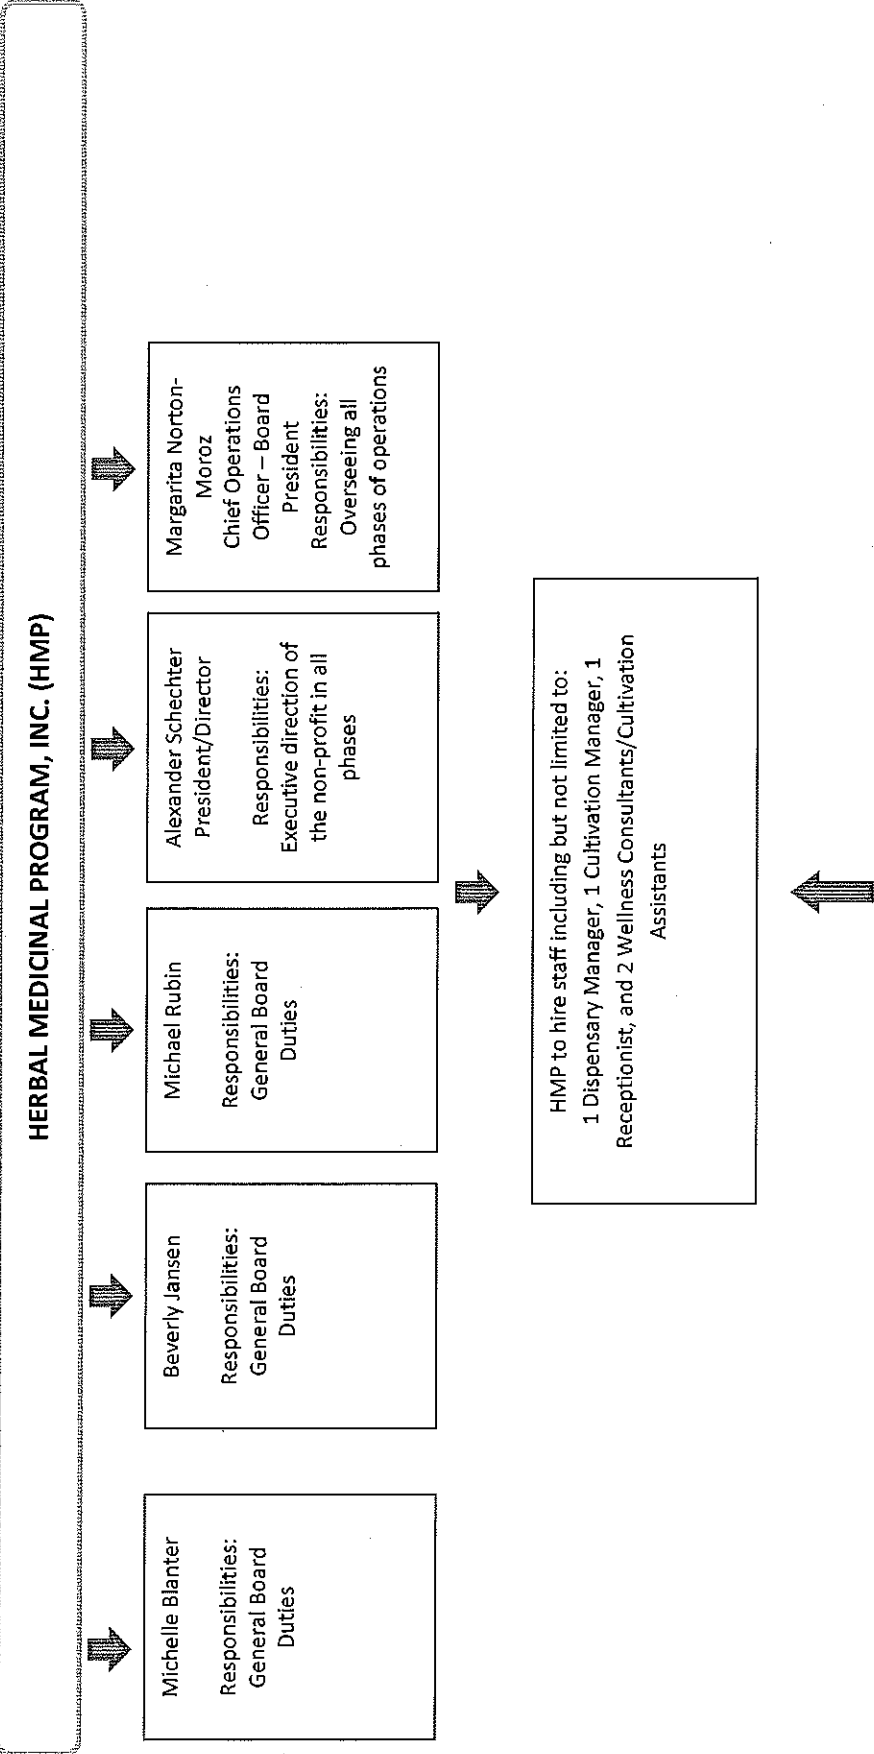 HERBAL MEDICINAL PROGRAM, INC. (HMP)
Michelle Blanter
Responsibilities:
General Board
Duties
Beverly Jansen
Responsibilities:
General Board
Duties
Michael Rubin
Responsibilities:
General Board
Duties
Alexander Schechter
President/Director
Responsibilities:
Executive direction of
the non-profit in all
phases
Margarita Norton-
Moroz
Chief Operations
Officer – Board
President
Responsibilities:
Overseeing all
phases of operations
HMP to hire staff including but not limited to:
1 Dispensary Manager, 1 Cultivation Manager, 1
Receptionist, and 2 Wellness Consultants/Cultivation
Assistants